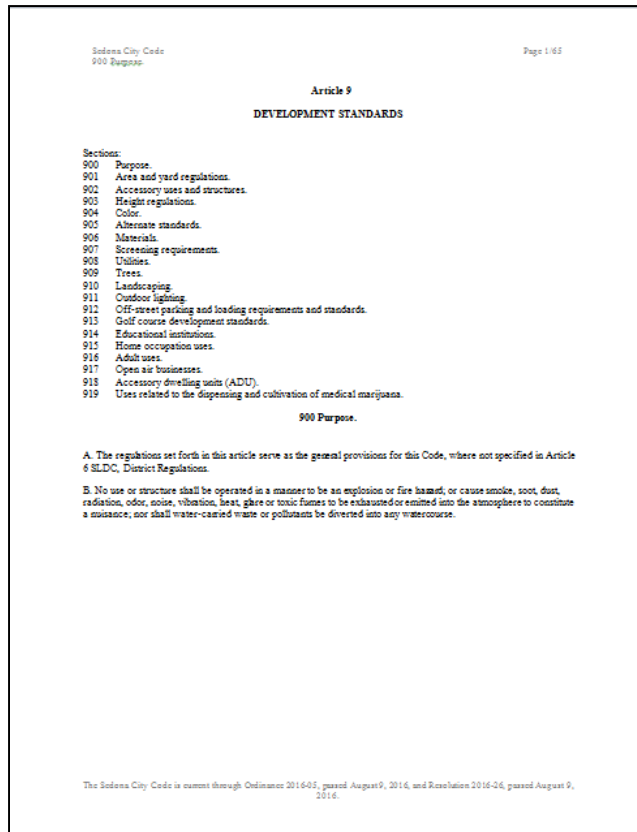 Sedona City Code
Page 1/65
900 Purpose.
Article 9
DEVELOPMENT STANDARDS
Sections:
900 Purpose.
901 Area and yard regulations.
902 Accessory uses and structures.
903 Height regulations.
904 Color.
905 Alternate standards.
906 Materials.
907 Screening requirements.
908 Utilities.
909 Trees.
910 Landscaping.
911 Outdoor lighting.
912 Off-street parking and loading requirements and standards.
913 Golf course development standards.
914 Educational institutions.
915 Home occupation uses.
916 Adult uses.
917 Open air businesses.
918 Accessory dwelling units (ADU).
919 Uses related to the dispensing and cultivation of medical marijuana.
900 Purpose.
A. The regulations set forth in this article serve as the general provisions for this Code, where not specified in Article
6 SLDC, District Regulations.
B. No use or structure shall be operated in a manner to be an explosion or fire hazard; or cause smoke, soot, dust,
radiation, odor, noise, vibration, heat, glare or toxic fumes to be exhausted or emitted into the atmosphere to constitute
a nuisance; nor shall water-carried waste or pollutants be diverted into any watercourse.
The Sedona City Code is current through Ordinance 2016-05, passed August 9, 2016, and Resolution 2016-26, passed August 9,
2016.